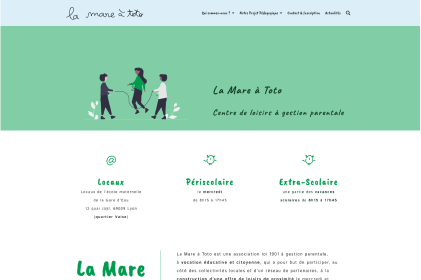 la mare à toto
Qui sommes-nous ? Notre Projet Pédagogique Contact & Inscription Actualités
La Mare à Toto
Centre de loisirs à gestion parentale
Locaux
Locaux de l'école maternelle
de la Gare d'Eau
12 quai Jaÿr, 69009 Lyon
(quartier Vaise)
Périscolaire
le mercredi
de 8h15 à 17h45
Extra-Scolaire
une partie des vacances
scolaires de 8h15 à 17h45
La Mare
La Mare à Toto est une association loi 1901 à gestion parentale,
à vocation éducative et citoyenne, qui a pour but de participer, au
côté des collectivités locales et d'un réseau de partenaires, à la
construction d'une offre de loisirs de proximité le mercredi et